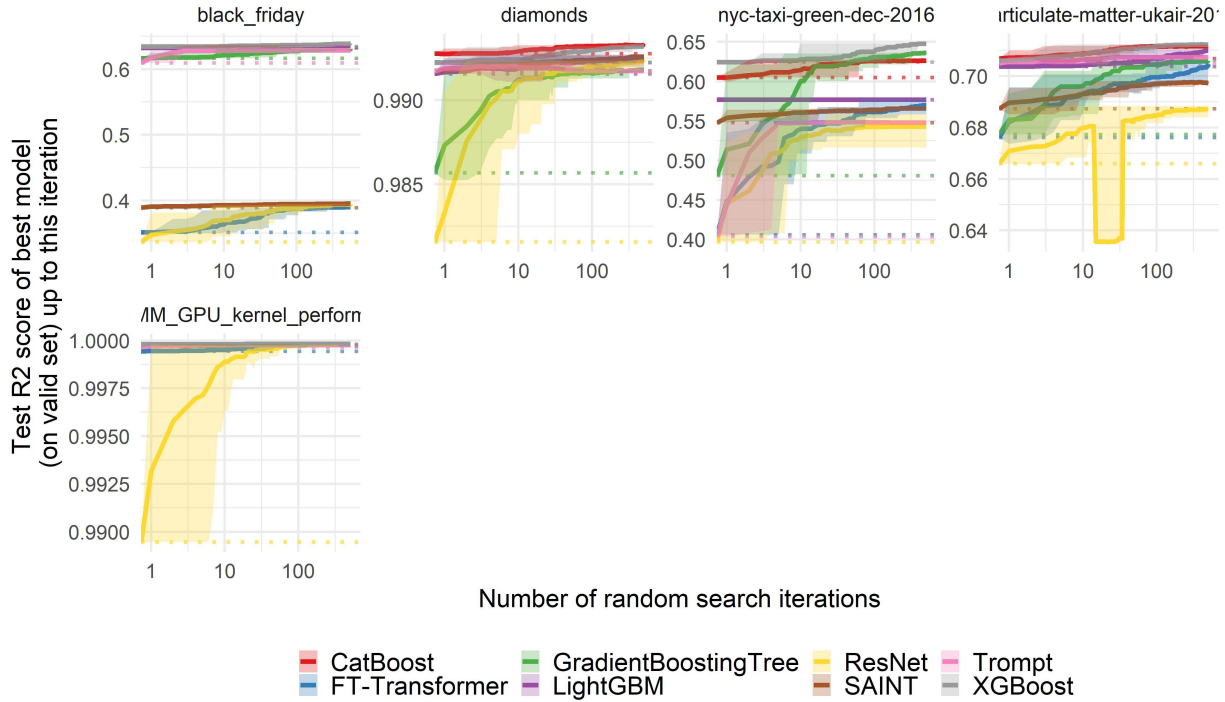 black_friday
diamonds
nyc-taxi-green-dec-2016
articulate-matter-ukair-201
0.6
0.5
0.4
1 10 100
0.990
0.985
1 10 100
0.65
0.60
0.55
0.50
0.45
0.40
1 10 100
0.70
0.68
0.66
0.64
1 10 100
MM_GPU_kernel_perform
1.0000
0.9975
0.9950
0.9925
0.9900
1 10 100
Test R2 score of best model
(on valid set) up to this iteration
Number of random search iterations
CatBoost GradientBoostingTree ResNet Trompt
FT-Transformer LightGBM SAINT XGBoost